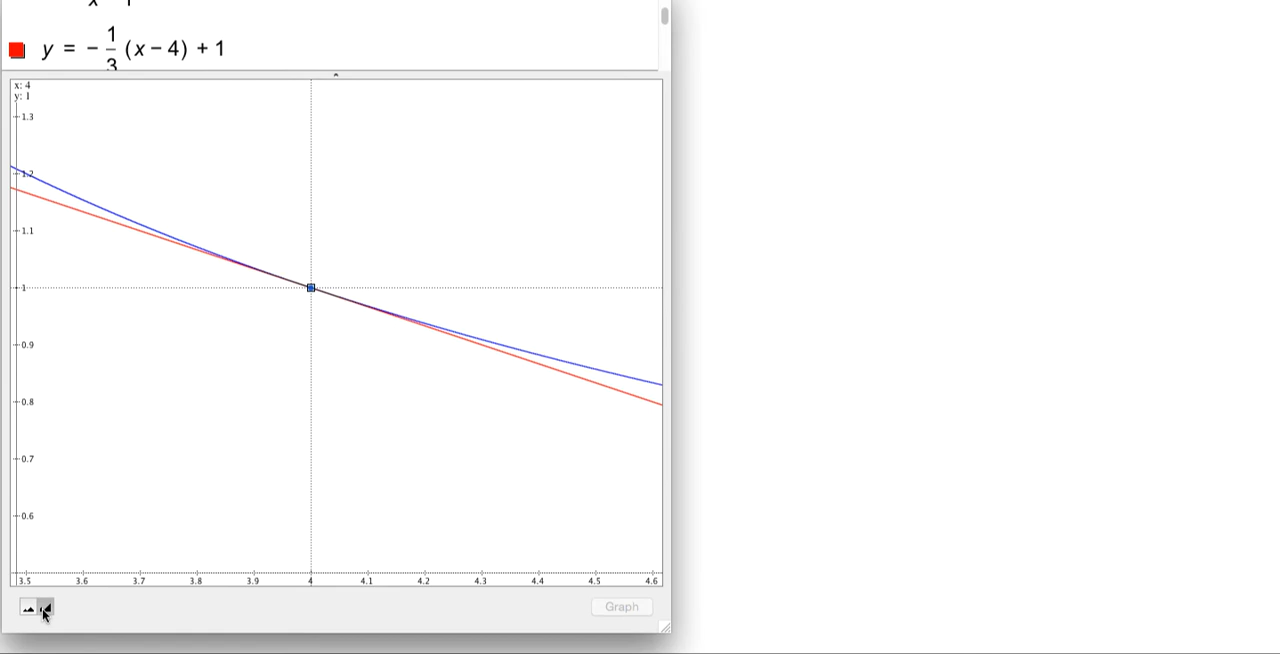 y = − 1/3 (x − 4) + 1
x: 4
y: 1
1.3
1.2
1.1
1
0.9
0.8
0.7
0.6
3.5 3.6 3.7 3.8 3.9 4 4.1 4.2 4.3 4.4 4.5 4.6
Graph